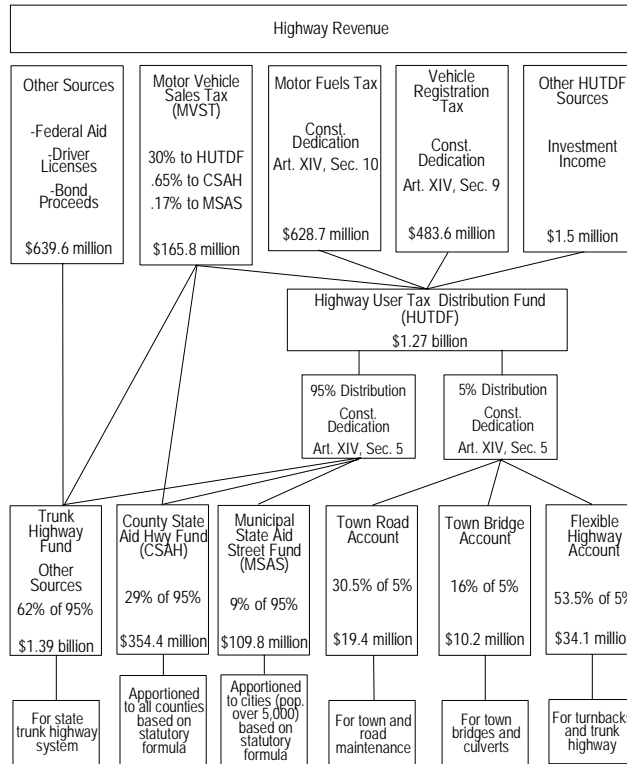 Highway Revenue
Other Sources
-Federal Aid
-Driver
Licenses
-Bond
Proceeds
$639.6 million
Motor Vehicle
Sales Tax
(MVST)
30% to HUTDF
.65% to CSAH
.17% to MSAS
$165.8 million
Motor Fuels Tax
Const.
Dedication
Art. XIV, Sec. 10
$628.7 million
Vehicle
Registration
Tax
Const.
Dedication
Art. XIV, Sec. 9
$483.6 million
Other HUTDF
Sources
Investment
Income
$1.5 million
Highway User Tax Distribution Fund
(HUTDF)
$1.27 billion
95% Distribution
Const.
Dedication
Art. XIV, Sec. 5
5% Distribution
Const.
Dedication
Art. XIV, Sec. 5
Trunk
Highway
Fund
Other
Sources
62% of 95%
$1.39 billion
County State
Aid Hwy Fund
(CSAH)
29% of 95%
$354.4 million
Municipal
State Aid
Street Fund
(MSAS)
9% of 95%
$109.8 million
Town Road
Account
30.5% of 5%
$19.4 million
Town Bridge
Account
16% of 5%
$10.2 million
Flexible
Highway
Account
53.5% of 5%
$34.1 million
For state
trunk highway
system
Apportioned
to all counties
based on
statutory
formula
Apportioned
to cities (pop.
over 5,000)
based on
statutory
formula
For town and
road
maintenance
For town
bridges and
culverts
For turnbacks
and trunk
highway